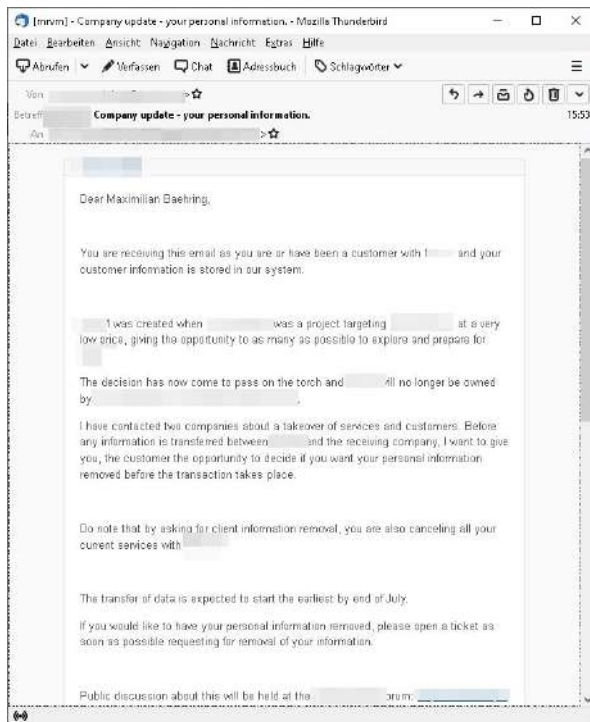 [mrvm] - Company update - your personal information. - Mozilla Thunderbird
Datei Bearbeiten Ansicht Navigation Nachricht Extras Hilfe
Abrufen Verfassen Chat Adressbuch Schlagwörter
Von
Betreff Company update - your personal information. 15:53
An
Dear Maximilian Baehring,
You are receiving this email as you are or have been a customer with and your
customer information is stored in our system.
was created when was a project targeting at a very
low price, giving the opportunity to as many as possible to explore and prepare for
The decision has now come to pass on the torch and will no longer be owned
by
I have contacted two companies about a takeover of services and customers. Before
any information is transferred between and the receiving company, I want to give
you, the customer the opportunity to decide if you want your personal information
removed before the transaction takes place.
Do note that by asking for client information removal, you are also canceling all your
current services with
The transfer of data is expected to start the earliest by end of July.
If you would like to have your personal information removed, please open a ticket as
soon as possible requesting for removal of your information.
Public discussion about this will be held at the